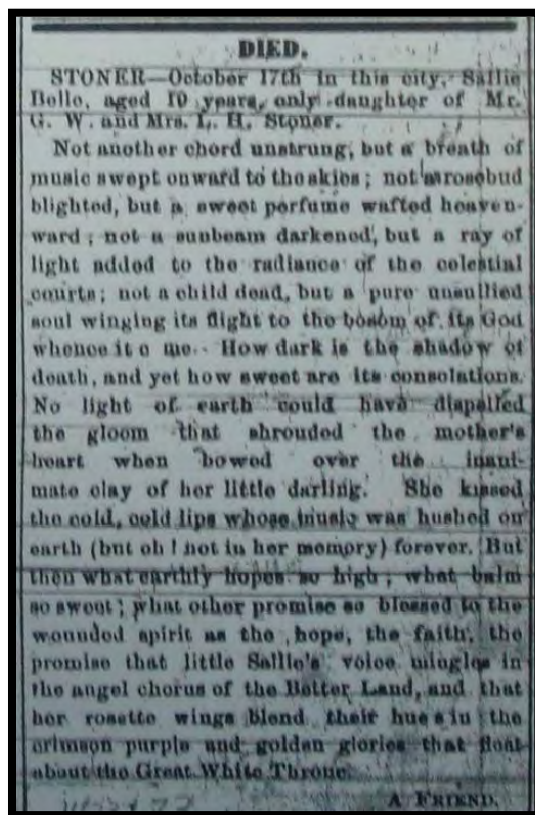 DIED.
STONER—October 17th in this city, Sallie
Belle, aged 10 years, only daughter of Mr.
G. W. and Mrs. L. H. Stoner.
Not another chord unstrung, but a breath of
music swept onward to the skies; not a rosebud
blighted, but a sweet perfume wafted heaven-
ward; not a sunbeam darkened, but a ray of
light added to the radiance of the celestial
courts; not a child dead, but a pure unsullied
soul winging its flight to the bosom of its God
whence it c me. How dark is the shadow of
death, and yet how sweet are its consolations.
No light of earth could have dispelled
the gloom that shrouded the mother's
heart when bowed over the inani-
mate clay of her little darling. She kissed
the cold, cold lips whose music was hushed on
earth (but oh! not in her memory) forever. But
then what earthly hopes so high; what balm
so sweet; what other promise so blessed to the
wounded spirit as the hope, the faith, the
promise that little Sallie's voice mingles in
the angel chorus of the Better Land, and that
her rosette wings blend their hues in the
crimson purple and golden glories that float
about the Great White Throne.
A FRIEND.